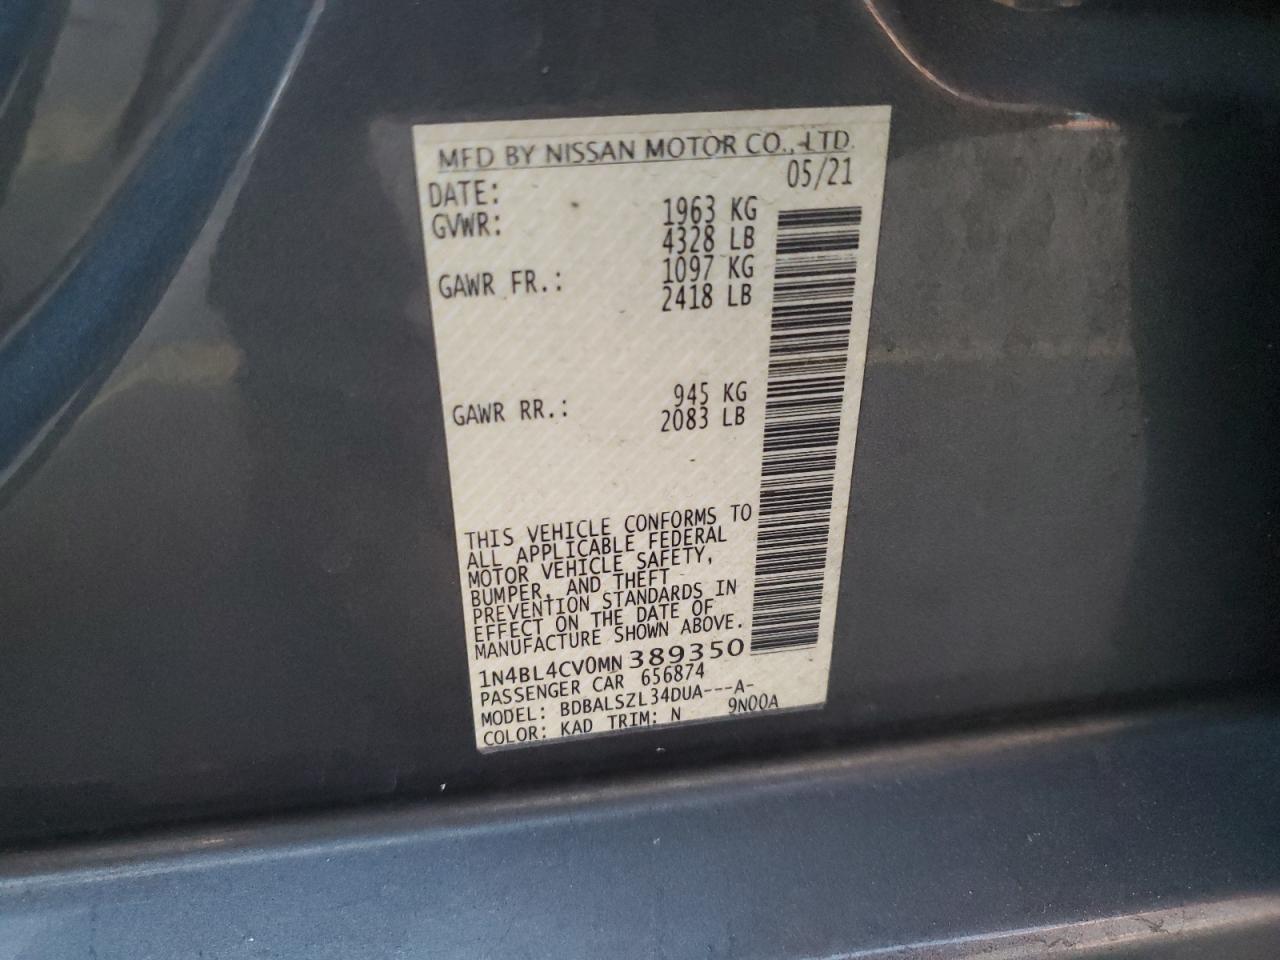 MFD BY NISSAN MOTOR CO., LTD.
DATE: 05/21
GVWR: 1963 KG
4328 LB
GAWR FR.: 1097 KG
2418 LB
GAWR RR.: 945 KG
2083 LB
THIS VEHICLE CONFORMS TO
ALL APPLICABLE FEDERAL
MOTOR VEHICLE SAFETY,
BUMPER, AND THEFT
PREVENTION STANDARDS IN
EFFECT ON THE DATE OF
MANUFACTURE SHOWN ABOVE.
1N4BL4CV0MN389350
PASSENGER CAR 656874
MODEL: BDBALSZL34DUA---A-
COLOR: KAD TRIM: N 9N00A